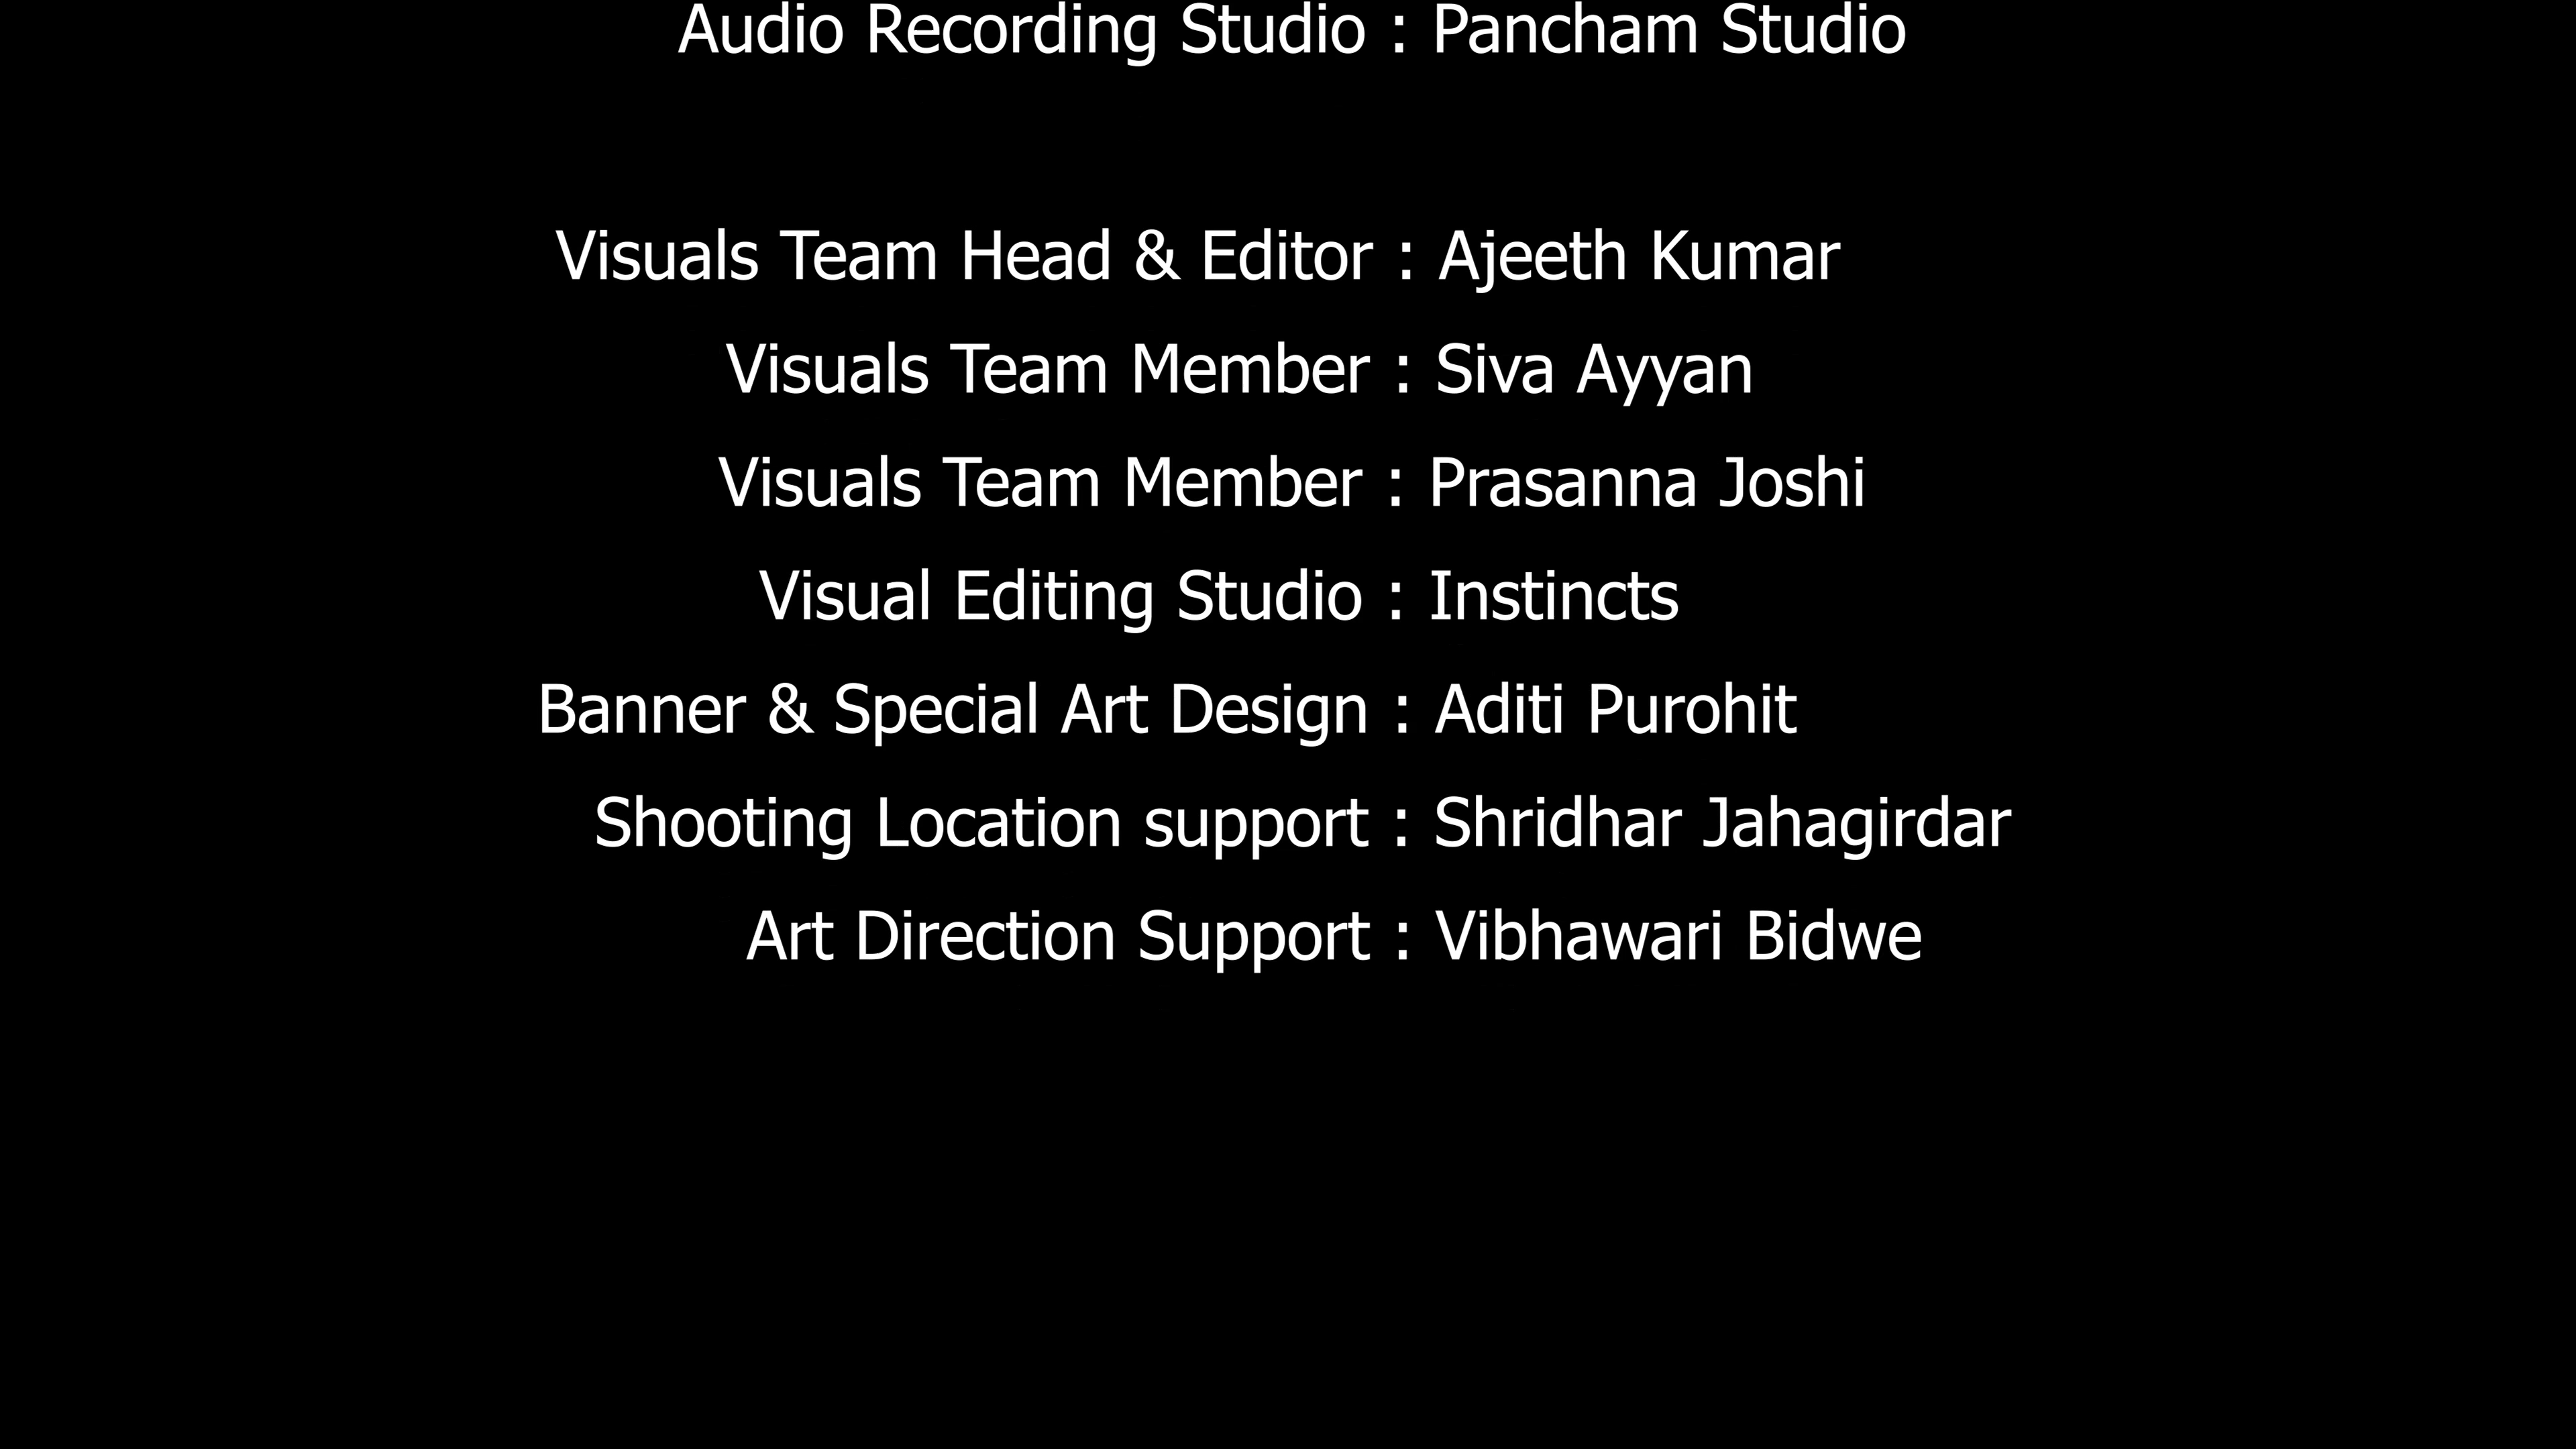 Audio Recording Studio : Pancham Studio
Visuals Team Head & Editor : Ajeeth Kumar
Visuals Team Member : Siva Ayyan
Visuals Team Member : Prasanna Joshi
Visual Editing Studio : Instincts
Banner & Special Art Design : Aditi Purohit
Shooting Location support : Shridhar Jahagirdar
Art Direction Support : Vibhawari Bidwe